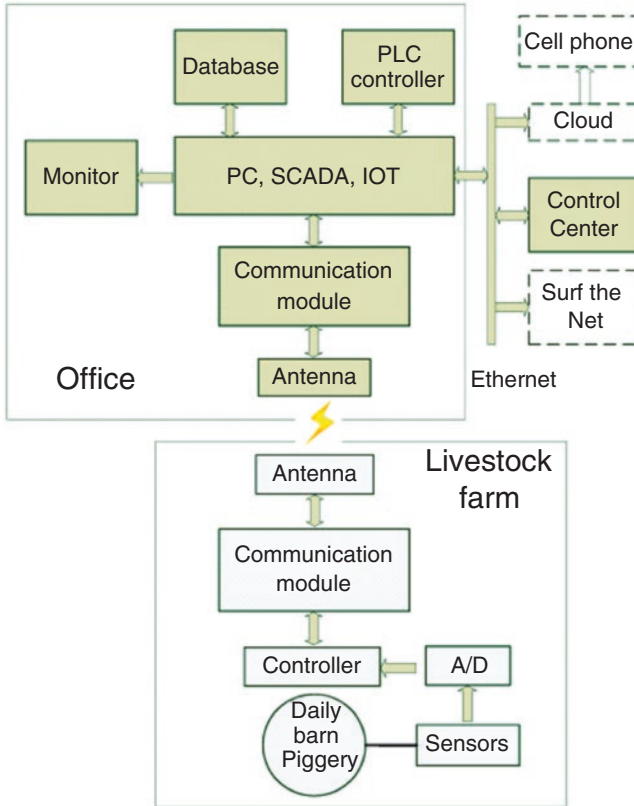 Cell phone
Database
PLC
controller
Cloud
Monitor
PC, SCADA, IOT
Control
Center
Communication
module
Surf the
Net
Office
Antenna
Ethernet
Antenna
Livestock
farm
Communication
module
Controller
A/D
Daily
barn
Piggery
Sensors